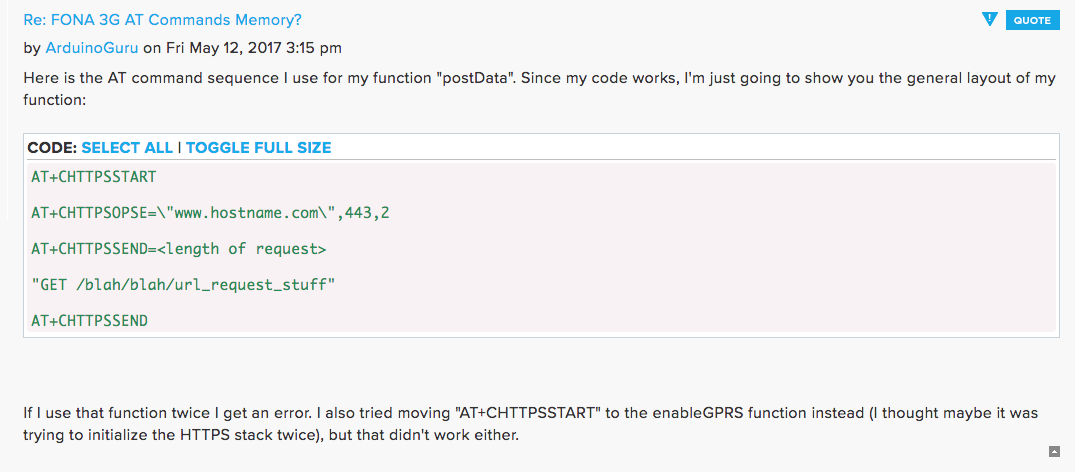 Re: FONA 3G AT Commands Memory?
QUOTE
by ArduinoGuru on Fri May 12, 2017 3:15 pm
Here is the AT command sequence I use for my function "postData". Since my code works, I'm just going to show you the general layout of my
function:
CODE: SELECT ALL | TOGGLE FULL SIZE
AT+CHTTPSSTART
AT+CHTTPSOPSE=\"www.hostname.com\",443,2
AT+CHTTPSSEND=<length of request>
"GET /blah/blah/url_request_stuff"
AT+CHTTPSSEND
If I use that function twice I get an error. I also tried moving "AT+CHTTPSSTART" to the enableGPRS function instead (I thought maybe it was
trying to initialize the HTTPS stack twice), but that didn't work either.